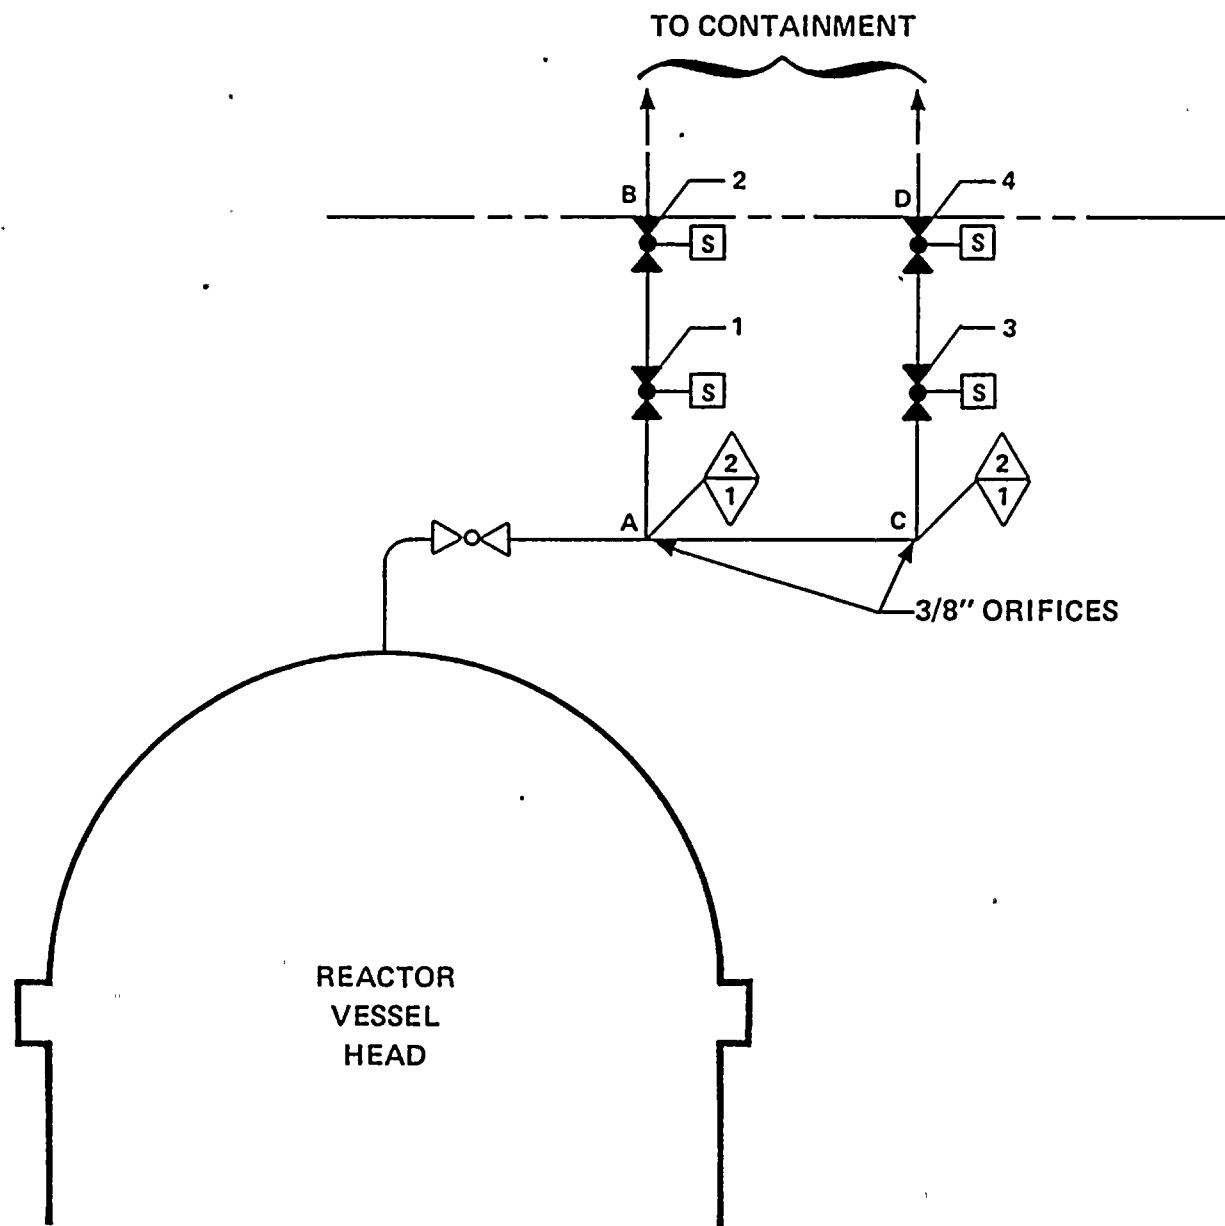 TO CONTAINMENT
B
2
D
4
S
S
1
3
S
S
2
1
2
1
A
C
3/8" ORIFICES
REACTOR
VESSEL
HEAD